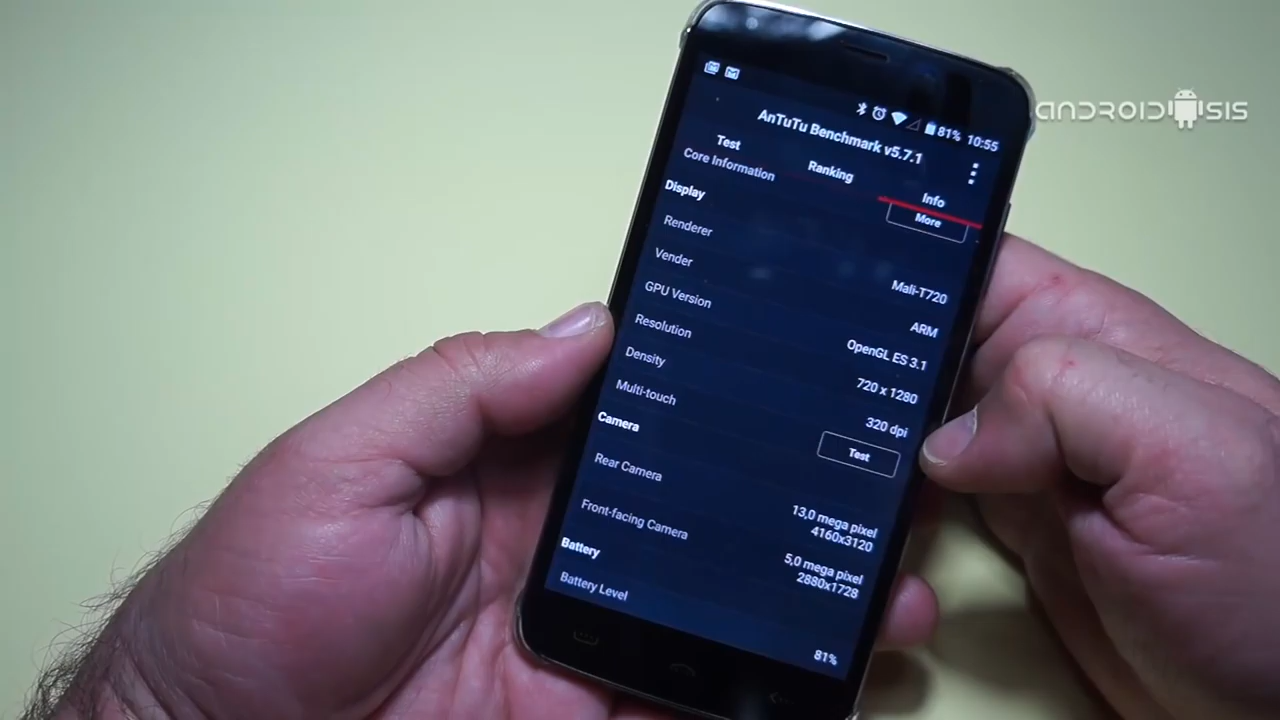 ANDROIDSIS
81% 10:55
AnTuTu Benchmark v5.7.1
Test
Ranking
Info
Core Information
More
Display
Renderer
Mali-T720
Vender
ARM
GPU Version
OpenGL ES 3.1
Resolution
720 x 1280
Density
320 dpi
Multi-touch
Test
Camera
Rear Camera
13,0 mega pixel
4160x3120
Front-facing Camera
5,0 mega pixel
2880x1728
Battery
Battery Level
81%